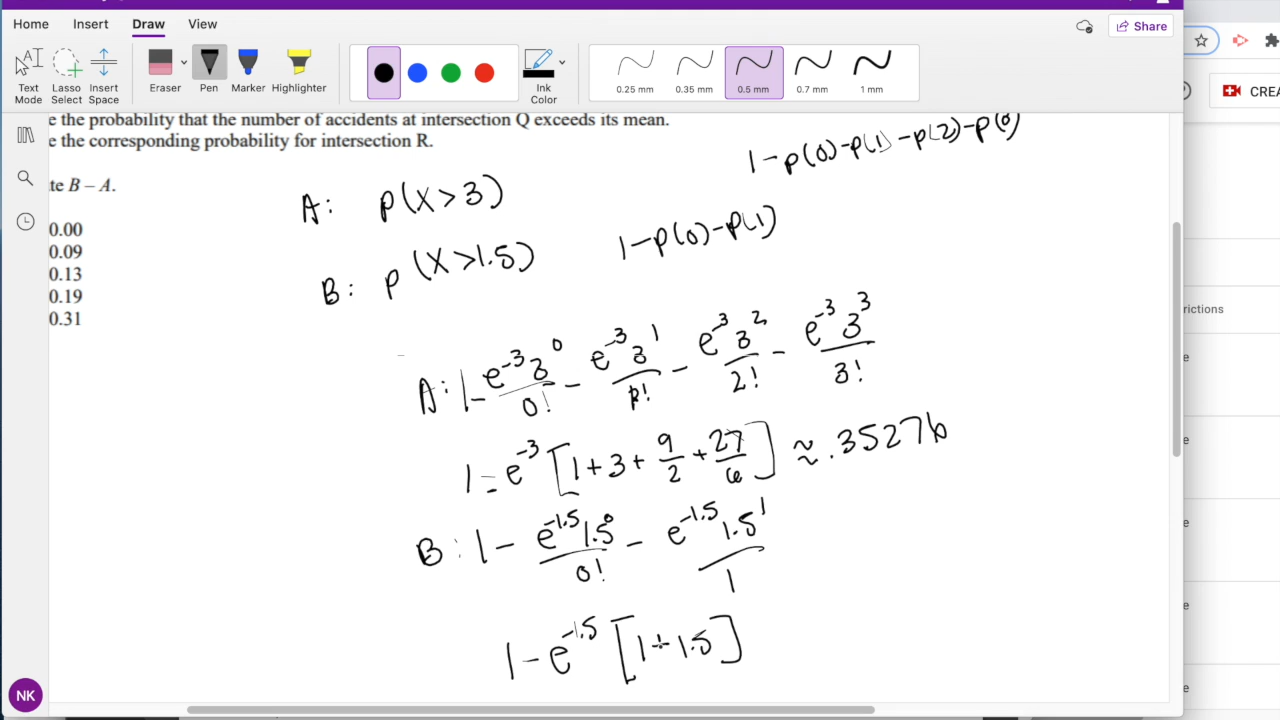 Home Insert Draw View
Share
Text Mode
Lasso Select
Insert Space
Eraser
Pen
Marker
Highlighter
Ink Color
0.25 mm
0.35 mm
0.5 mm
0.7 mm
1 mm
CREA
e the probability that the number of accidents at intersection Q exceeds its mean.
e the corresponding probability for intersection R.
1-p(0)-p(1)-p(2)-p(3)
te B – A.
A: p(X>3)
0.00
0.09
0.13
0.19
0.31
1-p(0)-p(1)
B: p(X>1.5)
rictions
A: 1- e^-3 3^0/0! - e^-3 3^1/1! - e^-3 3^2/2! - e^-3 3^3/3!
1 - e^-3 [1+3+9/2+27/6] ≈ .35276
B: 1- e^-1.5 1.5^0/0! - e^-1.5 1.5^1/1
1-e^-1.5 [1+1.5]
NK